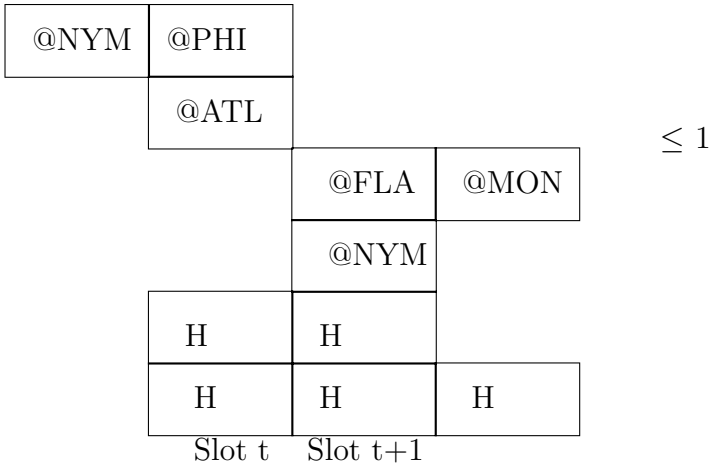 @NYM @PHI
@ATL
≤ 1
@FLA @MON
@NYM
H H
H H H
Slot t Slot t+1